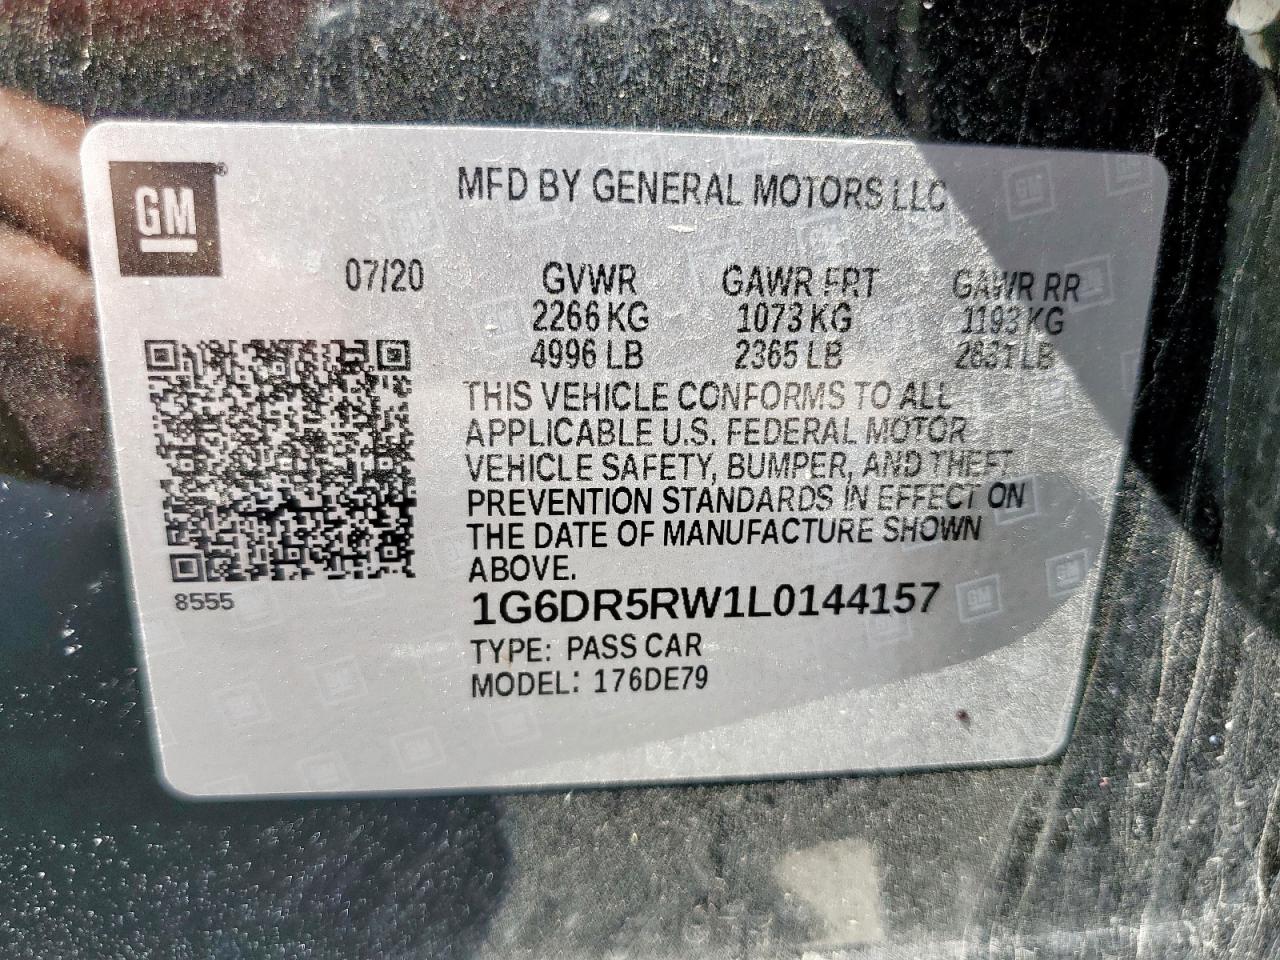 GM
MFD BY GENERAL MOTORS LLC
07/20 GVWR GAWR FRT GAWR RR
2266 KG 1073 KG 1193 KG
4996 LB 2365 LB 2631 LB
THIS VEHICLE CONFORMS TO ALL
APPLICABLE U.S. FEDERAL MOTOR
VEHICLE SAFETY, BUMPER, AND THEFT
PREVENTION STANDARDS IN EFFECT ON
THE DATE OF MANUFACTURE SHOWN
ABOVE.
8555
1G6DR5RW1L0144157
TYPE: PASS CAR
MODEL: 176DE79